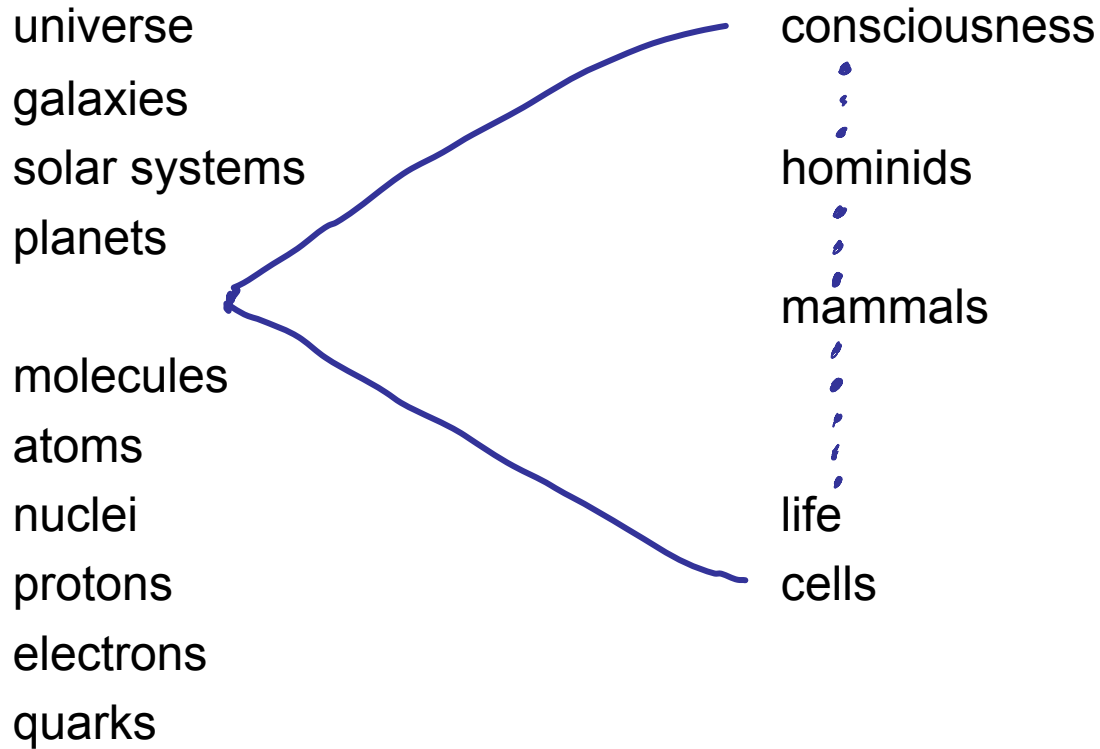 universe
galaxies
solar systems
planets
molecules
atoms
nuclei
protons
electrons
quarks
consciousness
hominids
mammals
life
cells